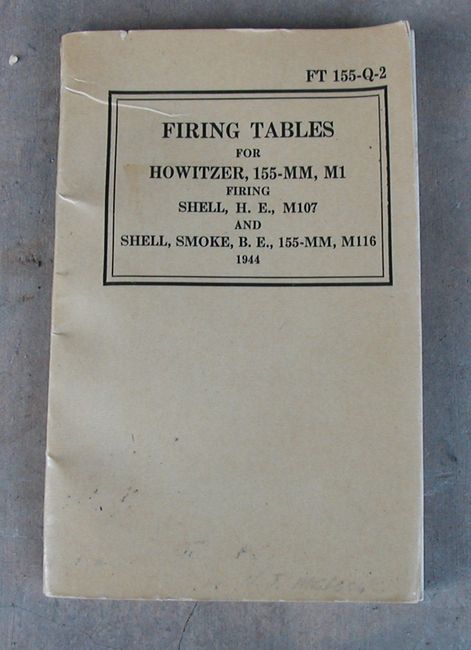 FT 155-Q-2
FIRING TABLES
FOR
HOWITZER, 155-MM, M1
FIRING
SHELL, H. E., M107
AND
SHELL, SMOKE, B. E., 155-MM, M116
1944